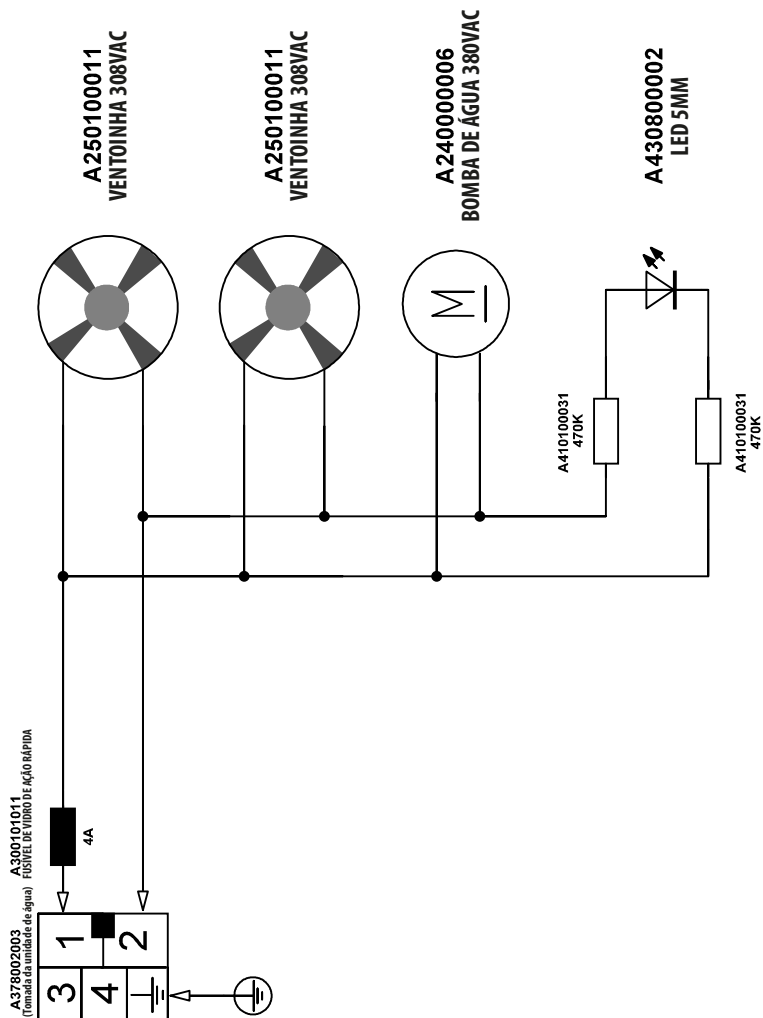 A250100011
VENTOINHA 308VAC
A250100011
VENTOINHA 308VAC
A240000006
BOMBA DE ÁGUA 380VAC
A430800002
LED 5MM
M
A410100031
470K
A410100031
470K
A300101011
FUSÍVEL DE VIDRO DE AÇÃO RÁPIDA
4A
A378002003
(Tomada da unidade de água)
1
2
3
4